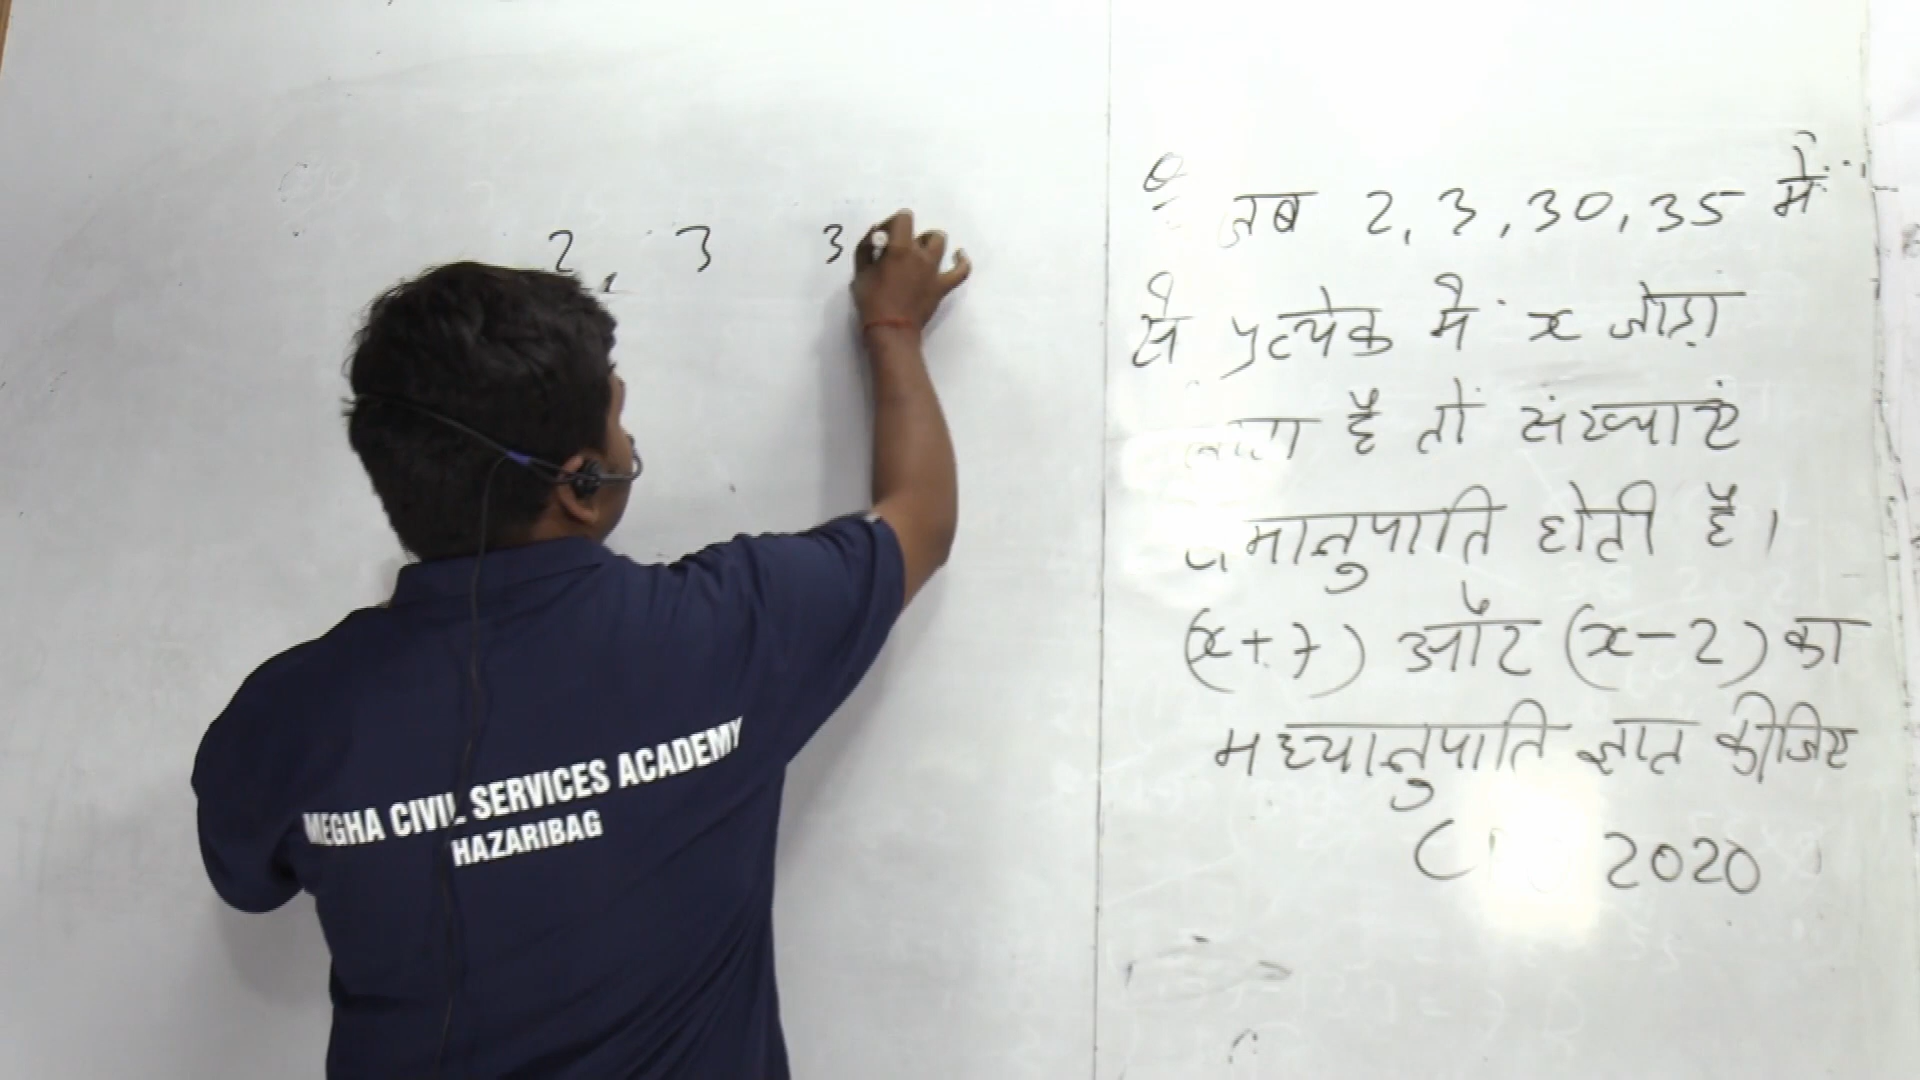 2, 3 3
Q जब 2, 3, 30, 35 में
से प्रत्येक में x जोड़ा
है तो संख्याएं
मानुपाति होती है।
(x+7) और (x-2) का
मध्यानुपाति ज्ञात कीजिए
2020
MEGHA CIVIL SERVICES ACADEMY
HAZARIBAG